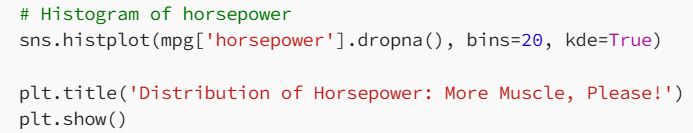 # Histogram of horsepower
sns.histplot(mpg['horsepower'].dropna(), bins=20, kde=True)
plt.title('Distribution of Horsepower: More Muscle, Please!')
plt.show()